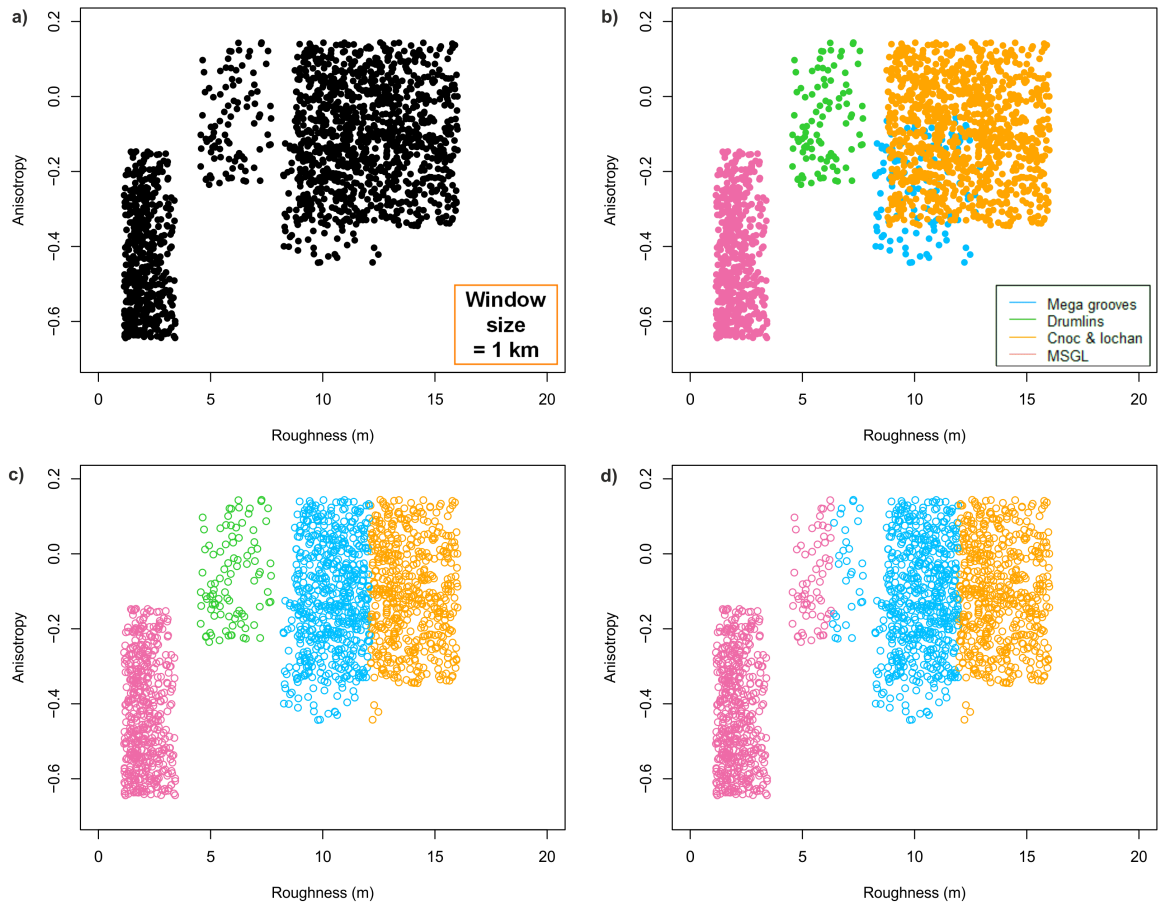 a)
0.2
0.0
−0.2
−0.4
−0.6
Anisotropy
Window
size
= 1 km
0 5 10 15 20
Roughness (m)
b)
0.2
0.0
−0.2
−0.4
−0.6
Anisotropy
Mega grooves
Drumlins
Cnoc & lochan
MSGL
0 5 10 15 20
Roughness (m)
c)
0.2
0.0
−0.2
−0.4
−0.6
Anisotropy
0 5 10 15 20
Roughness (m)
d)
0.2
0.0
−0.2
−0.4
−0.6
Anisotropy
0 5 10 15 20
Roughness (m)